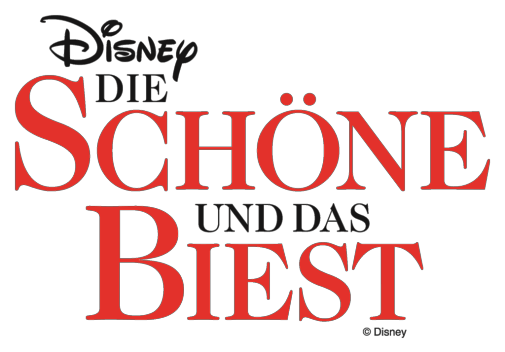 Disney
DIE
SCHÖNE
UND DAS
BIEST
© Disney